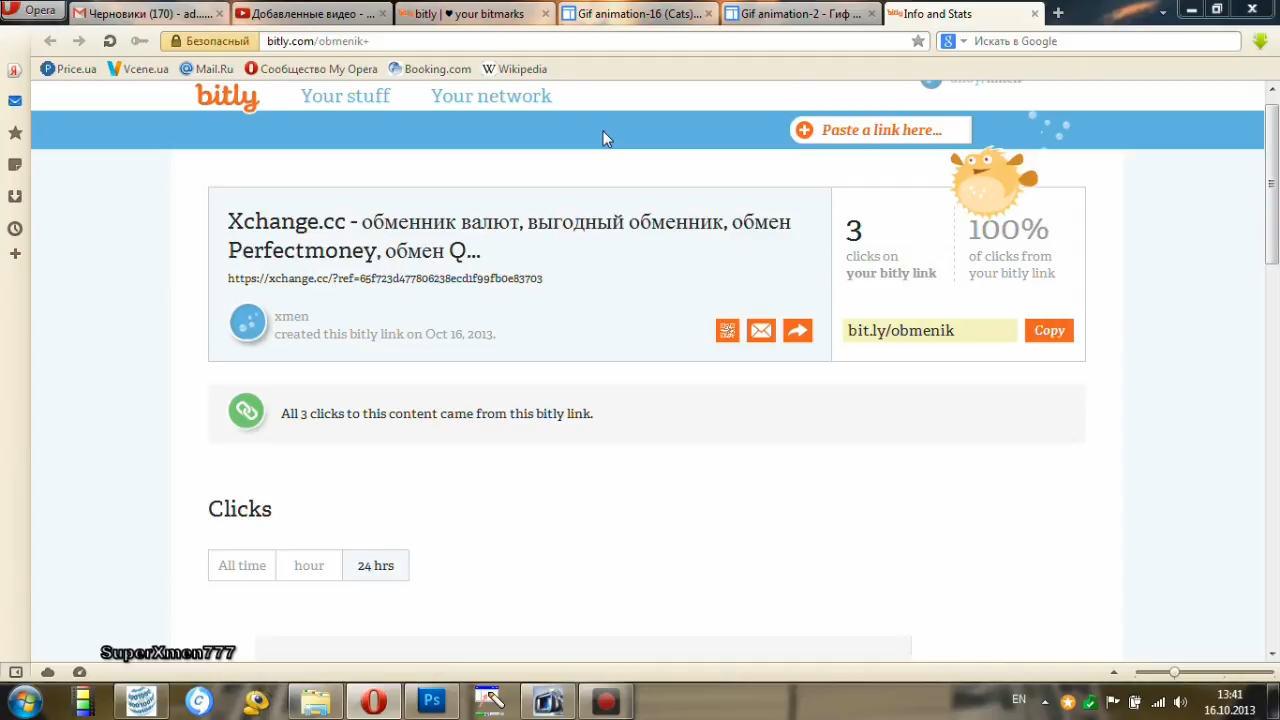 Opera
Черновики (170) - ad...
Добавленные видео - ...
bitly | ♥ your bitmarks
Gif animation-16 (Cats)...
Gif animation-2 - Гиф ...
Info and Stats
Безопасный
bitly.com/obmenik+
Искать в Google
Price.ua
Vcene.ua
Mail.Ru
Сообщество My Opera
Booking.com
Wikipedia
bitly
Your stuff
Your network
Paste a link here...
Xchange.cc - обменник валют, выгодный обменник, обмен
Perfectmoney, обмен Q...
https://xchange.cc/?ref=65f723d477806238ecd1f99fb0e83703
xmen
created this bitly link on Oct 16, 2013.
3
clicks on
your bitly link
100%
of clicks from
your bitly link
bit.ly/obmenik
Copy
All 3 clicks to this content came from this bitly link.
Clicks
All time
hour
24 hrs
SuperXmen777
Ps
EN
13:41
16.10.2013